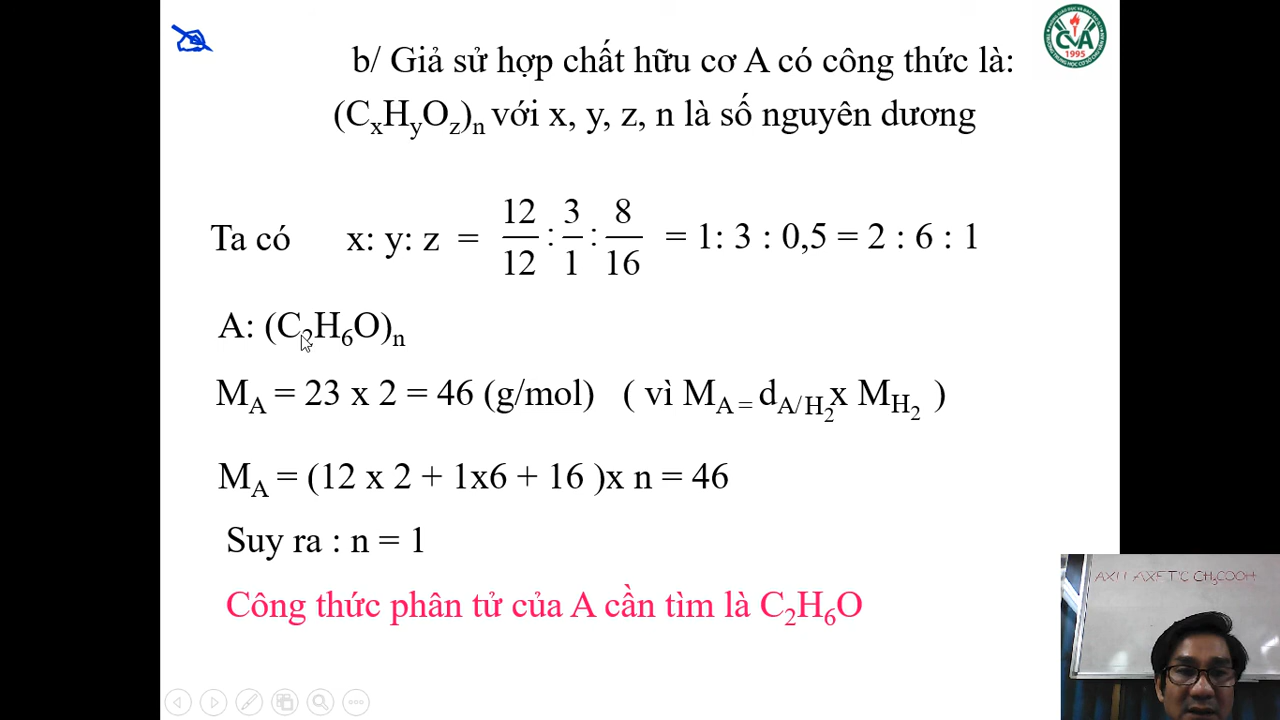 b/ Giả sử hợp chất hữu cơ A có công thức là:
(CxHyOz)n với x, y, z, n là số nguyên dương
Ta có x: y: z = 12/12 : 3/1 : 8/16 = 1: 3 : 0,5 = 2 : 6 : 1
A: (C2H6O)n
MA = 23 x 2 = 46 (g/mol) ( vì MA = dA/H2 x MH2 )
MA = (12 x 2 + 1x6 + 16 )x n = 46
Suy ra : n = 1
Công thức phân tử của A cần tìm là C2H6O
CVA
1995
CH3COOH